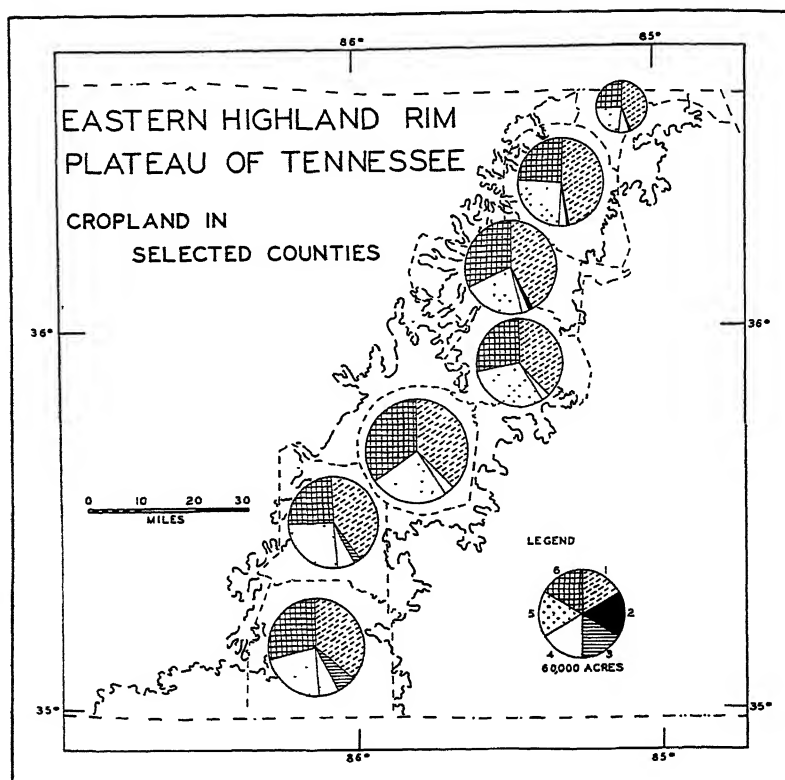 86° 85°
EASTERN HIGHLAND RIM
PLATEAU OF TENNESSEE
CROPLAND IN
SELECTED COUNTIES
36° 36°
0 10 20 30
MILES
LEGEND
6 1
5 2
4 3
60,000 ACRES
35° 35°
86° 85°